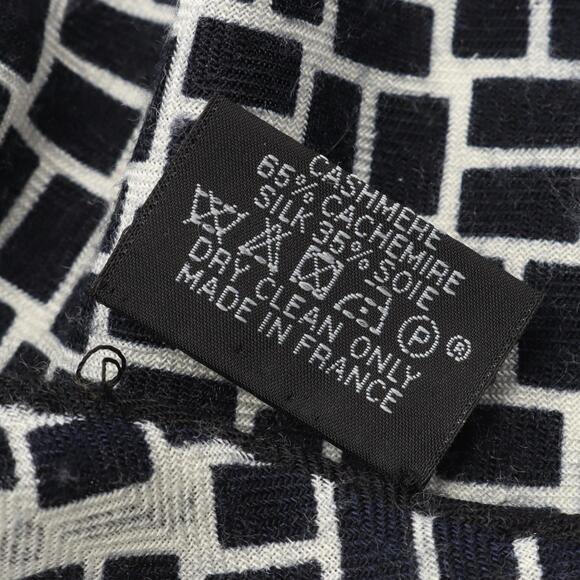 CASHMERE
65% CACHEMIRE
SILK 35% SOIE
P ®
DRY CLEAN ONLY
MADE IN FRANCE